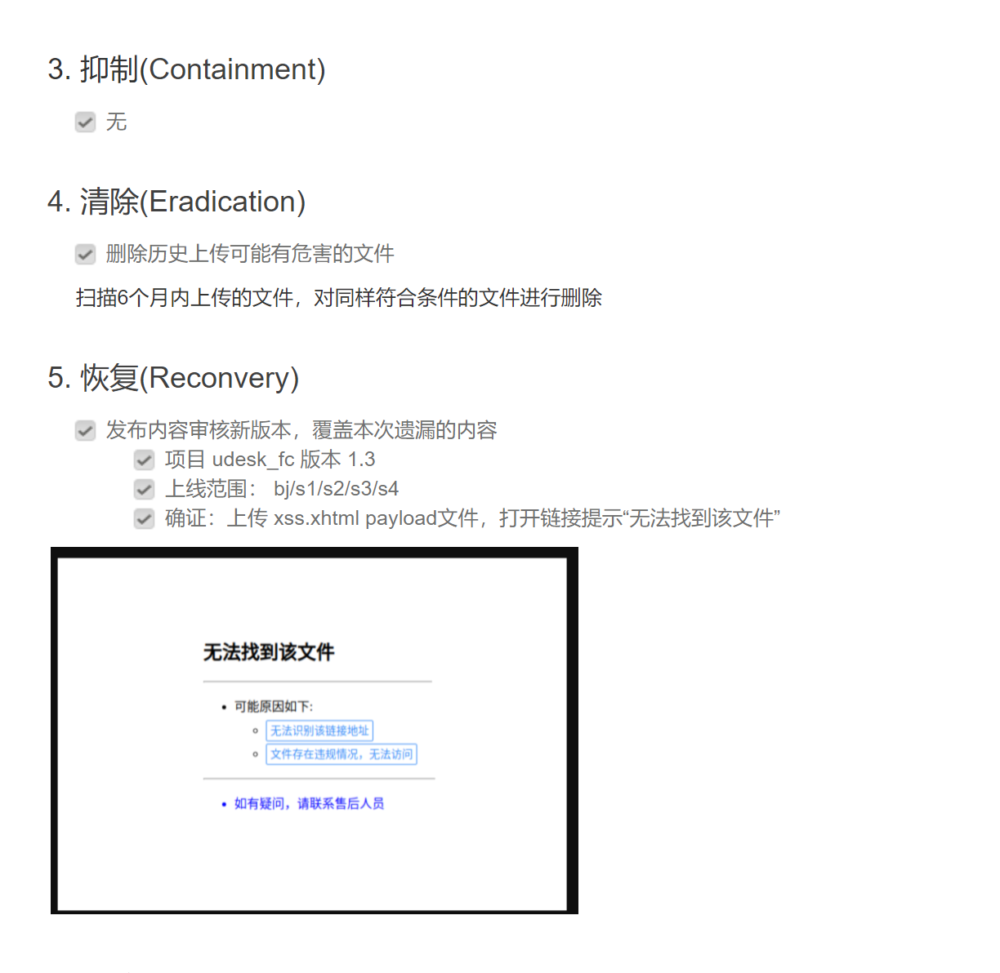 3. 抑制(Containment)
无
4. 清除(Eradication)
删除历史上传可能有危害的文件
扫描6个月内上传的文件，对同样符合条件的文件进行删除
5. 恢复(Reconvery)
发布内容审核新版本，覆盖本次遗漏的内容
项目 udesk_fc 版本 1.3
上线范围： bj/s1/s2/s3/s4
确证：上传 xss.xhtml payload文件，打开链接提示“无法找到该文件”
无法找到该文件
可能原因如下:
无法识别该链接地址
文件存在违规情况，无法访问
如有疑问，请联系售后人员